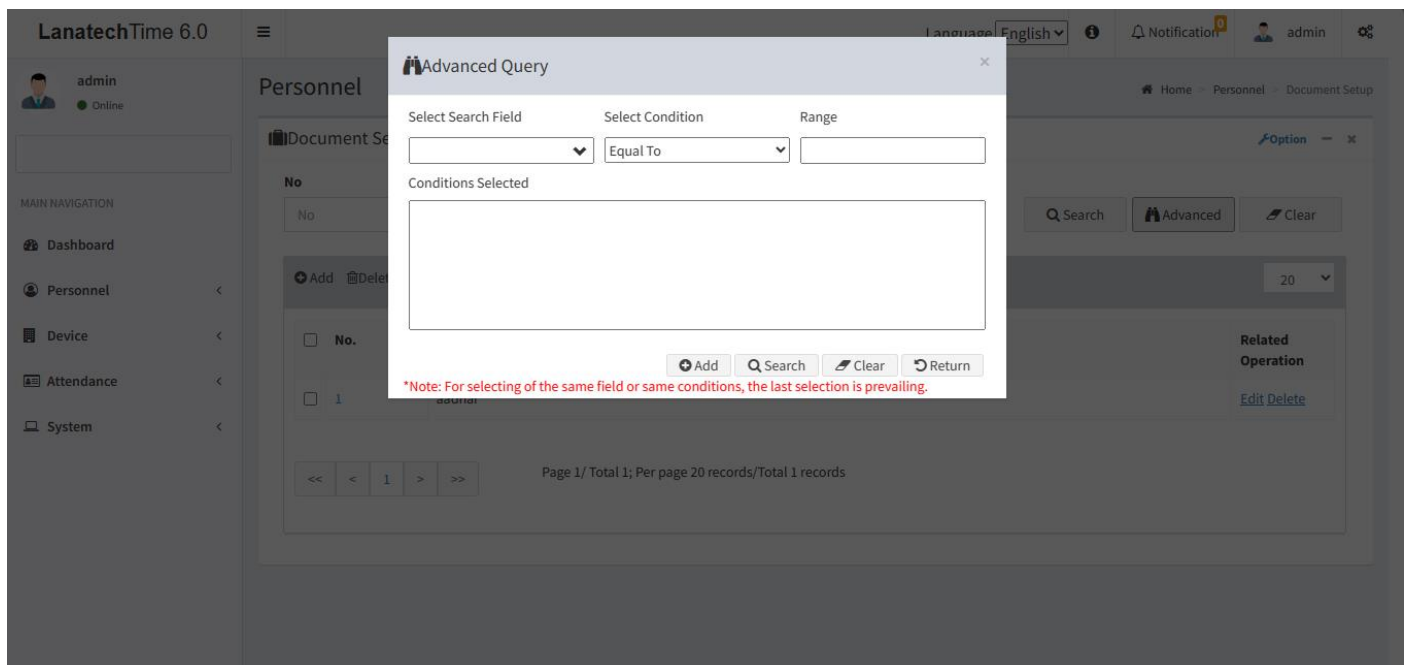 LanatechTime 6.0
Language English
Notification 0
admin
admin
Online
Personnel
Home > Personnel > Document Setup
Advanced Query
×
Select Search Field Select Condition Range
Equal To
Conditions Selected
Add Search Clear Return
*Note: For selecting of the same field or same conditions, the last selection is prevailing.
Document Se
Option
No
No
Search Advanced Clear
MAIN NAVIGATION
Dashboard
Personnel
Device
Attendance
System
Add Delet
20
No.
Related
Operation
1 aadhar
Edit Delete
<< < 1 > >>
Page 1/ Total 1; Per page 20 records/Total 1 records